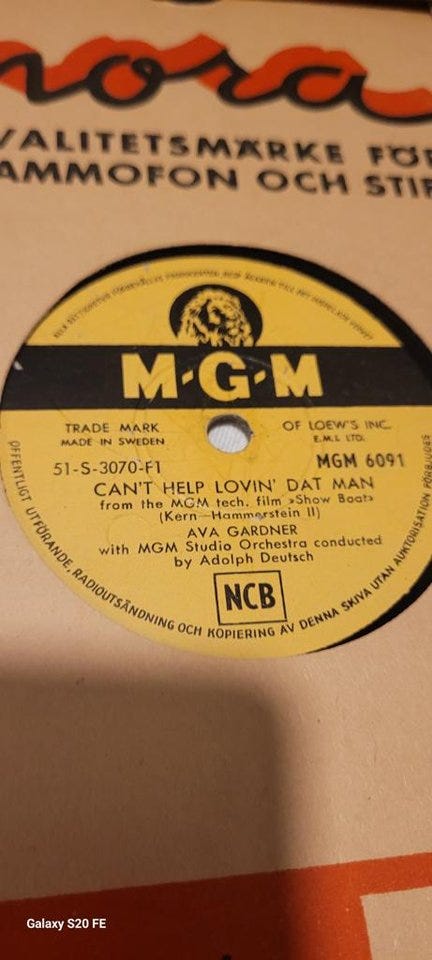 nora
VALITETSMÄRKE FÖR
AMMOFON OCH STIF
M-G-M
TRADE MARK
MADE IN SWEDEN
OF LOEW'S INC.
E.M.I. LTD.
51-S-3070-F1
MGM 6091
CAN'T HELP LOVIN' DAT MAN
from the MGM tech. film »Show Boat»
(Kern—Hammerstein II)
AVA GARDNER
with MGM Studio Orchestra conducted
by Adolph Deutsch
NCB
OFFENTLIGT UTFÖRANDE, RADIOUTSÄNDNING OCH KOPIERING AV DENNA SKIVA UTAN AUKTORISATION FÖRBJUDES
Galaxy S20 FE